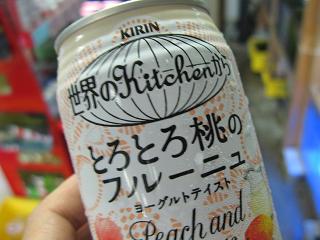 KIRIN
世界のKitchenから
とろとろ桃の
フルーニュ
ヨーグルトテイスト
Peach and